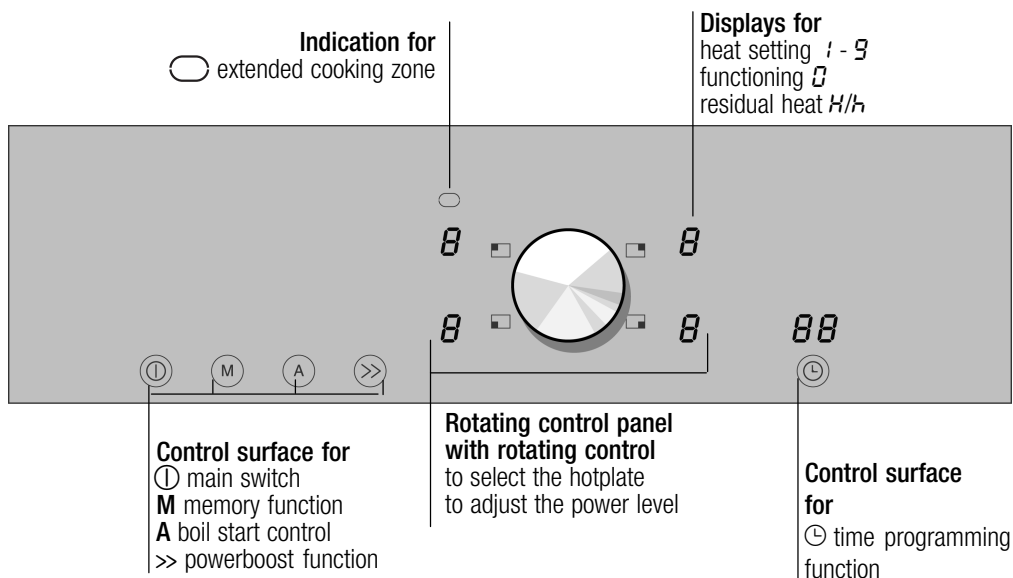 Indication for
extended cooking zone
Displays for
heat setting 1 - 9
functioning 0
residual heat H/h
8
8
8
8
88
M
A
>>
Control surface for
main switch
M memory function
A boil start control
>> powerboost function
Rotating control panel
with rotating control
to select the hotplate
to adjust the power level
Control surface
for
time programming
function